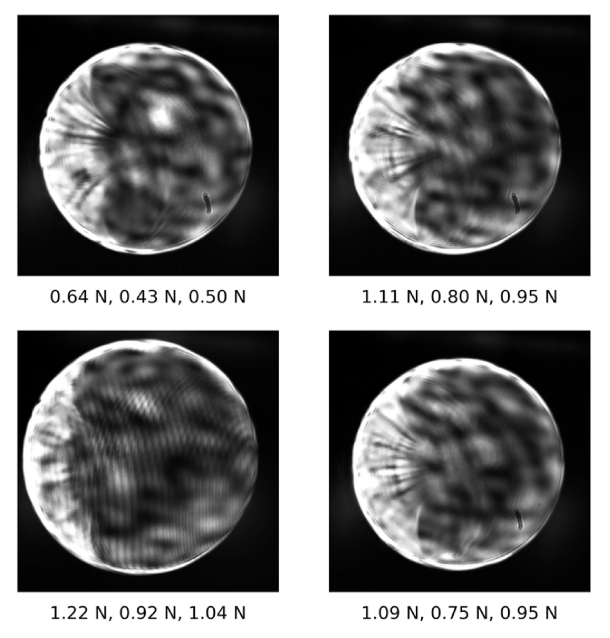 0.64 N, 0.43 N, 0.50 N
1.11 N, 0.80 N, 0.95 N
1.22 N, 0.92 N, 1.04 N
1.09 N, 0.75 N, 0.95 N